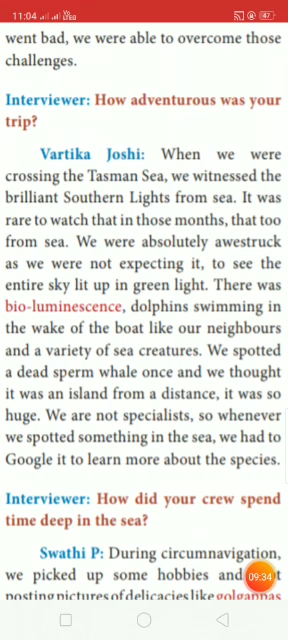 11:04
47
went bad, we were able to overcome those
challenges.
Interviewer: How adventurous was your
trip?
Vartika Joshi: When we were
crossing the Tasman Sea, we witnessed the
brilliant Southern Lights from sea. It was
rare to watch that in those months, that too
from sea. We were absolutely awestruck
as we were not expecting it, to see the
entire sky lit up in green light. There was
bio-luminescence, dolphins swimming in
the wake of the boat like our neighbours
and a variety of sea creatures. We spotted
a dead sperm whale once and we thought
it was an island from a distance, it was so
huge. We are not specialists, so whenever
we spotted something in the sea, we had to
Google it to learn more about the species.
Interviewer: How did your crew spend
time deep in the sea?
Swathi P: During circumnavigation,
we picked up some hobbies and
09:34
posting pictures of delicacies like golgappas